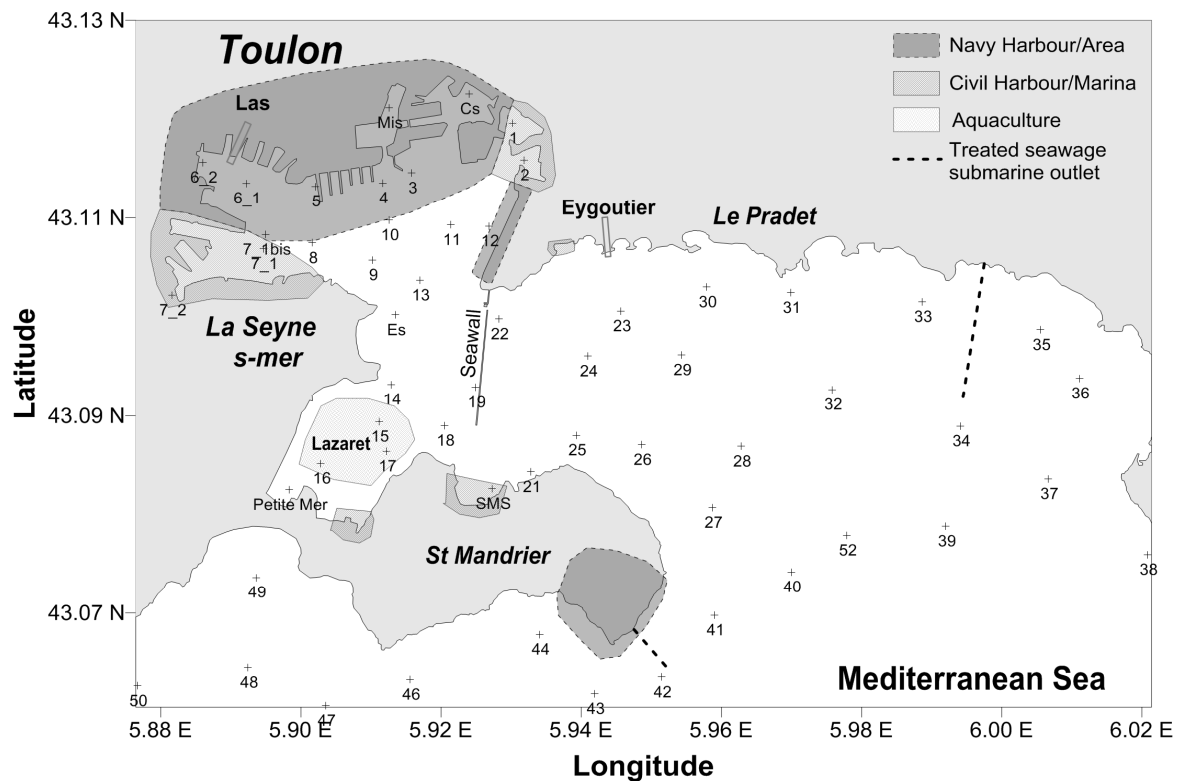 43.13 N
Toulon
Navy Harbour/Area
Civil Harbour/Marina
Aquaculture
Treated seawage
submarine outlet
Las
Mis
Cs
1
2
6_2
6_1
5
4
3
43.11 N
Eygoutier
Le Pradet
10
11
12
7_1bis
7_1
8
9
13
7_2
30
31
33
La Seyne
s-mer
Es
Seawall
22
23
35
24
29
36
Latitude
43.09 N
14
19
32
Lazaret
15
18
25
26
28
34
16
17
21
37
Petite Mer
SMS
27
St Mandrier
52
39
38
49
40
43.07 N
41
44
48
46
42
Mediterranean Sea
50
47
43
5.88 E
5.90 E
5.92 E
5.94 E
5.96 E
5.98 E
6.00 E
6.02 E
Longitude